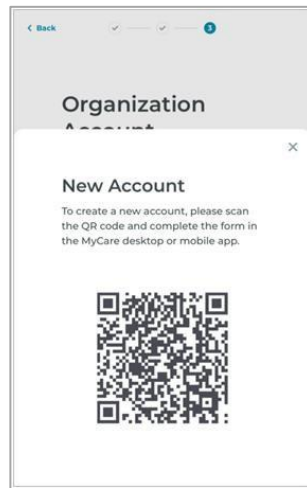 Back
3
Organization
Account
New Account
To create a new account, please scan
the QR code and complete the form in
the MyCare desktop or mobile app.